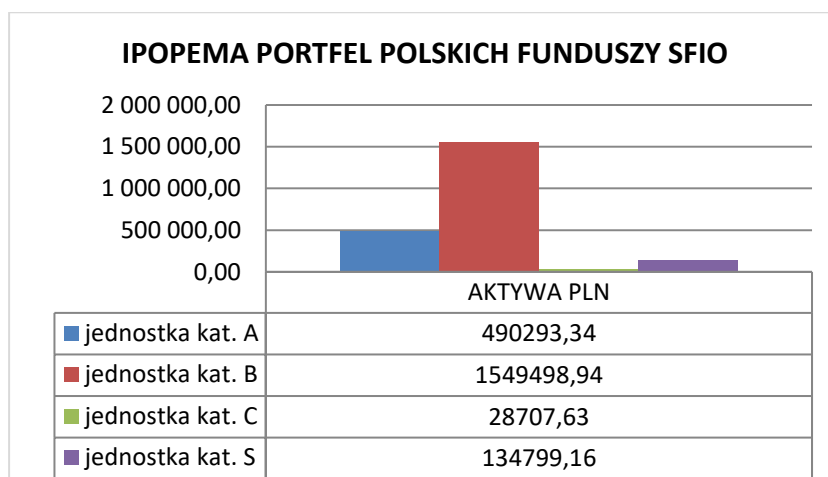 IPOPEMA PORTFEL POLSKICH FUNDUSZY SFIO
2 000 000,00
1 500 000,00
1 000 000,00
500 000,00
0,00
AKTYWA PLN
jednostka kat. A 490293,34
jednostka kat. B 1549498,94
jednostka kat. C 28707,63
jednostka kat. S 134799,16